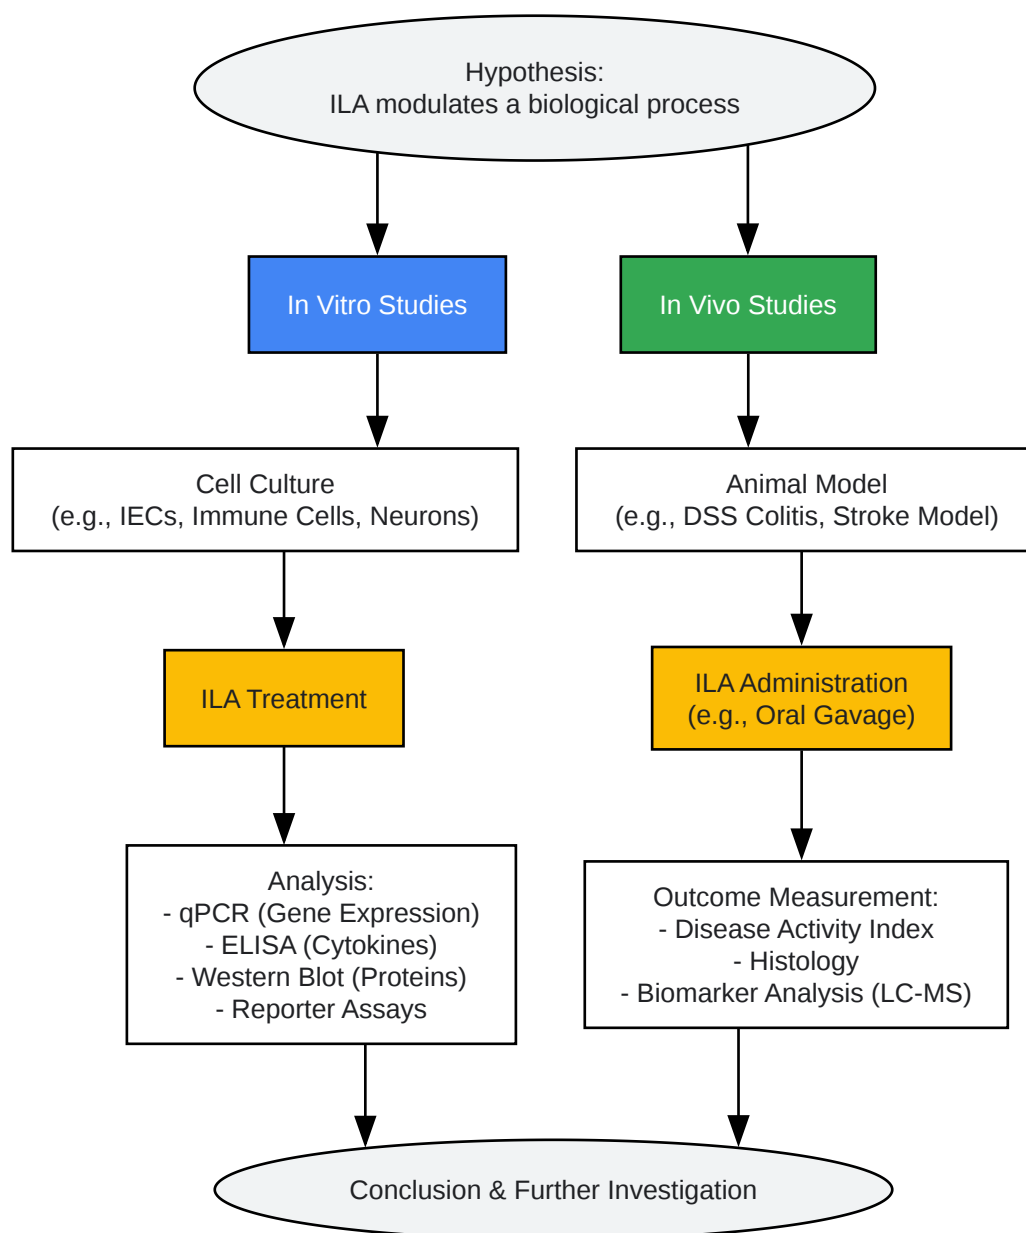 Hypothesis:
ILA modulates a biological process
In Vitro Studies
In Vivo Studies
Cell Culture
(e.g., IECs, Immune Cells, Neurons)
Animal Model
(e.g., DSS Colitis, Stroke Model)
ILA Treatment
ILA Administration
(e.g., Oral Gavage)
Analysis:
- qPCR (Gene Expression)
- ELISA (Cytokines)
- Western Blot (Proteins)
- Reporter Assays
Outcome Measurement:
- Disease Activity Index
- Histology
- Biomarker Analysis (LC-MS)
Conclusion & Further Investigation